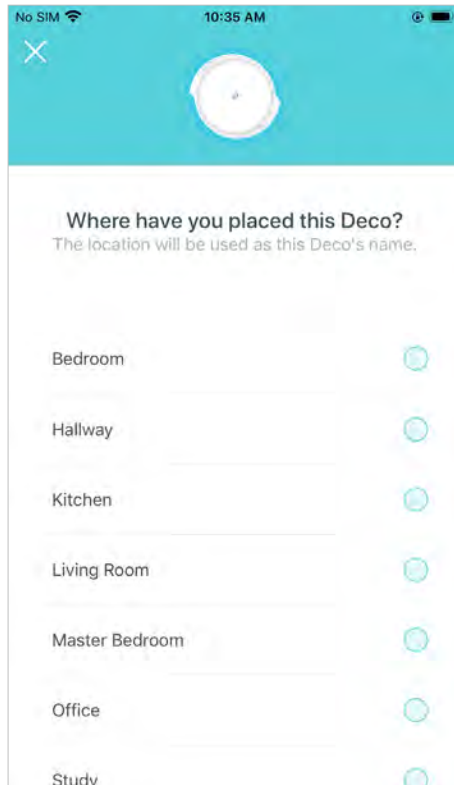 No SIM 10:35 AM
Where have you placed this Deco?
The location will be used as this Deco's name.
Bedroom
Hallway
Kitchen
Living Room
Master Bedroom
Office
Study